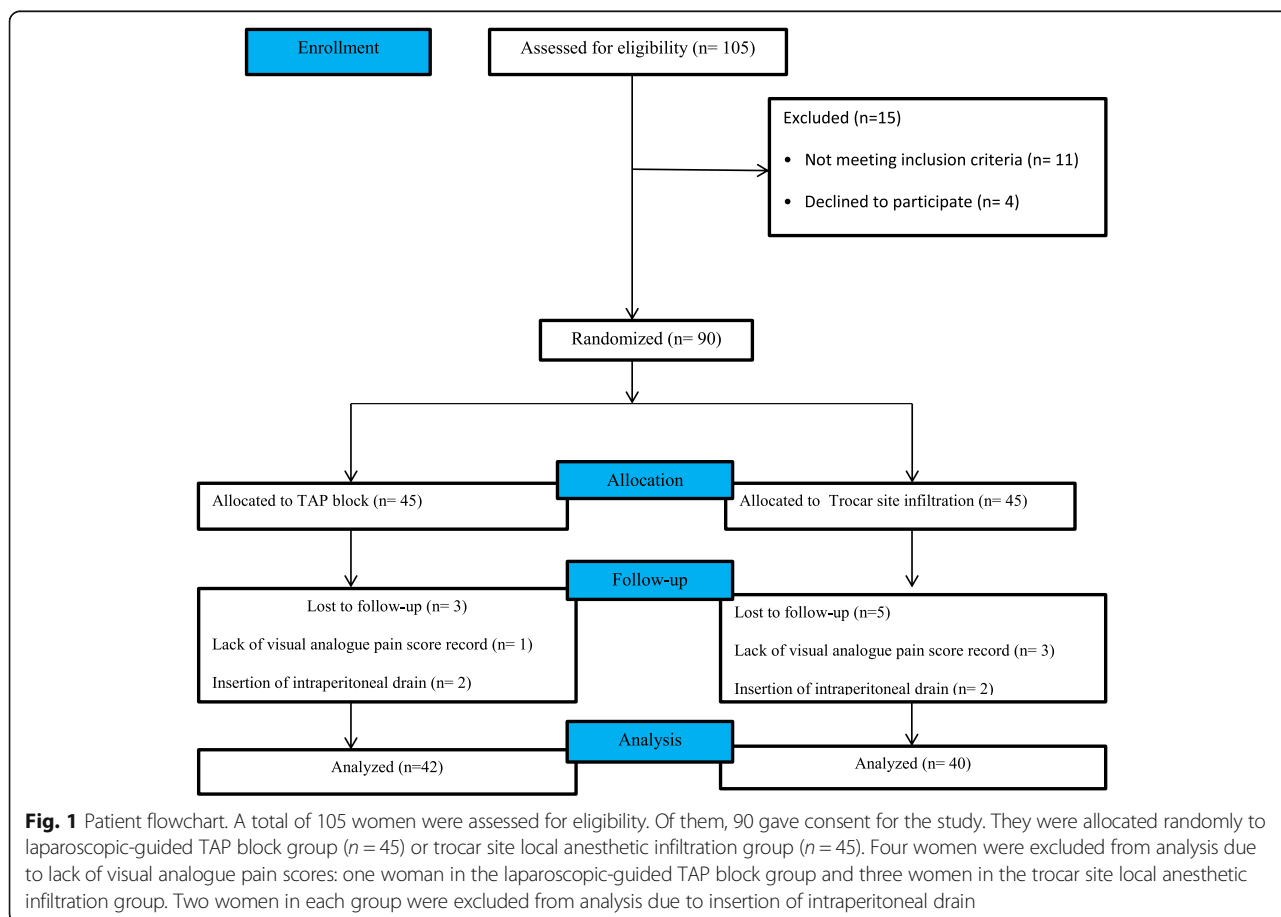 Enrollment
Assessed for eligibility (n= 105)
Excluded (n=15)
• Not meeting inclusion criteria (n= 11)
• Declined to participate (n= 4)
Randomized (n= 90)
Allocation
Allocated to TAP block (n= 45)
Allocated to Trocar site infiltration (n= 45)
Follow-up
Lost to follow-up (n= 3)
Lack of visual analogue pain score record (n= 1)
Insertion of intraperitoneal drain (n= 2)
Lost to follow-up (n=5)
Lack of visual analogue pain score record (n= 3)
Insertion of intraperitoneal drain (n= 2)
Analysis
Analyzed (n=42)
Analyzed (n= 40)
Fig. 1 Patient flowchart. A total of 105 women were assessed for eligibility. Of them, 90 gave consent for the study. They were allocated randomly to
laparoscopic-guided TAP block group (n = 45) or trocar site local anesthetic infiltration group (n = 45). Four women were excluded from analysis due
to lack of visual analogue pain scores: one woman in the laparoscopic-guided TAP block group and three women in the trocar site local anesthetic
infiltration group. Two women in each group were excluded from analysis due to insertion of intraperitoneal drain